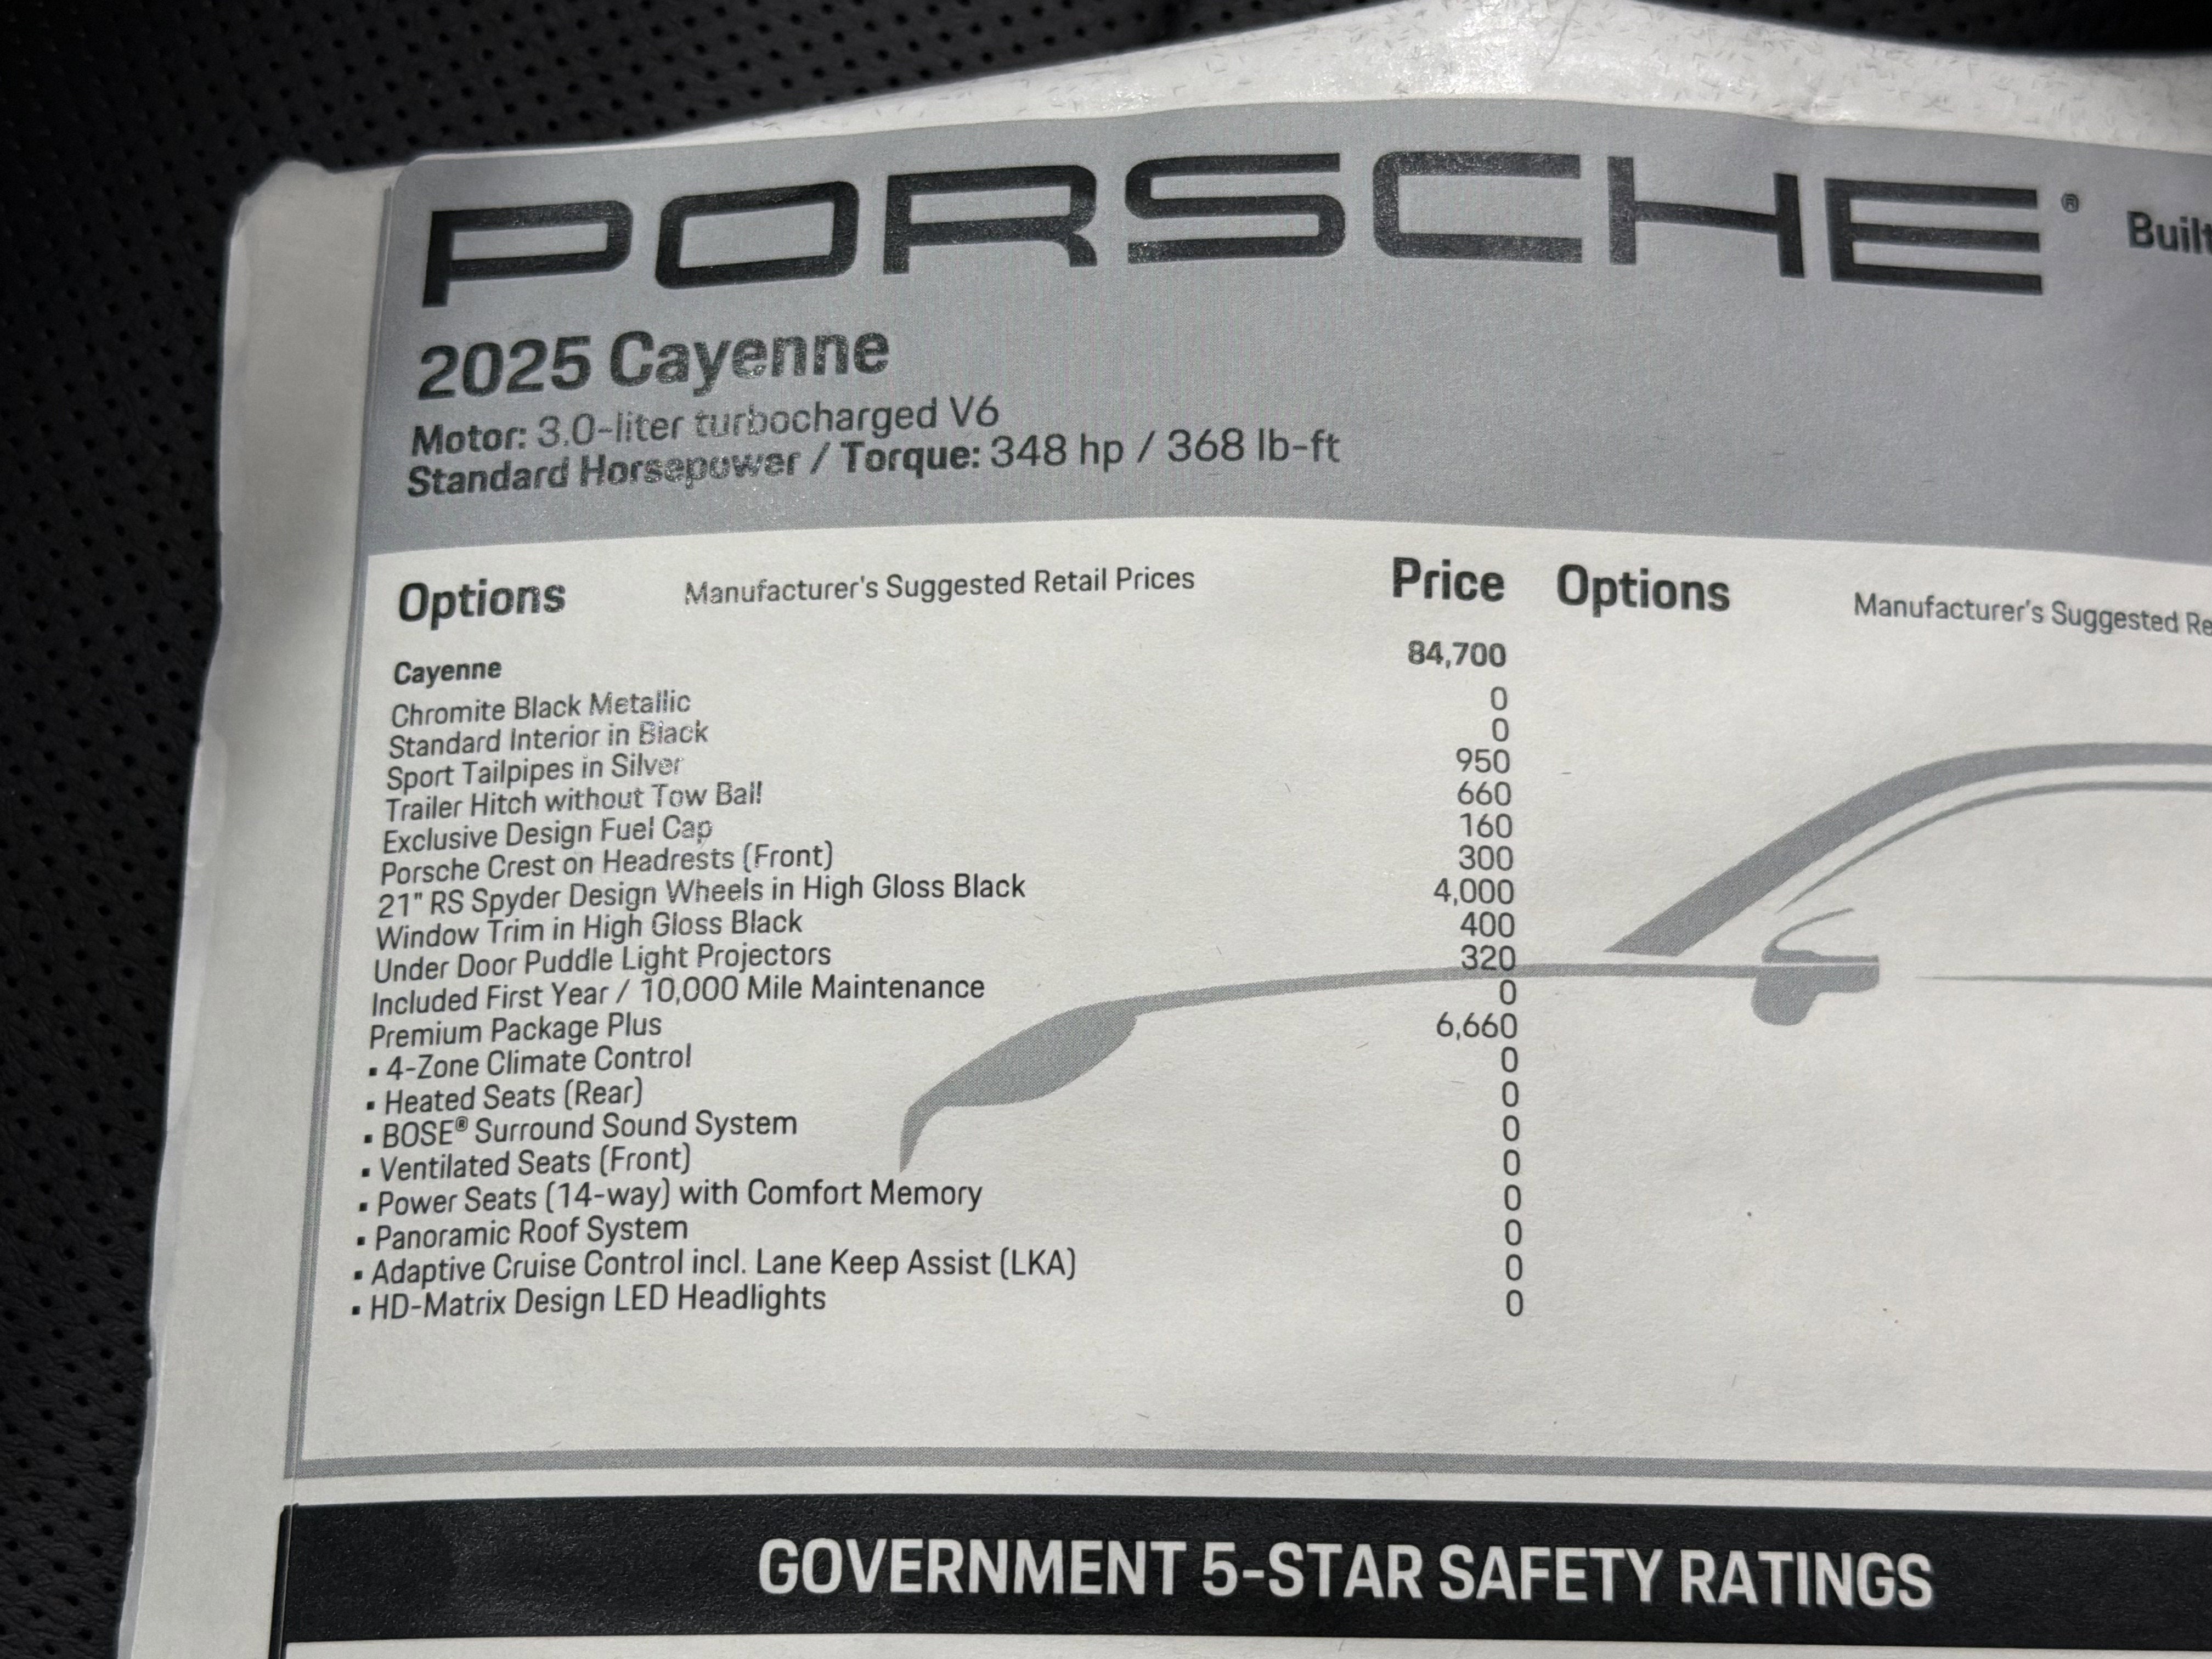 PORSCHE® Built
2025 Cayenne
Motor: 3.0-liter turbocharged V6
Standard Horsepower / Torque: 348 hp / 368 lb-ft
Options Manufacturer's Suggested Retail Prices Price Options Manufacturer's Suggested Re
Cayenne 84,700
Chromite Black Metallic 0
Standard Interior in Black 0
Sport Tailpipes in Silver 950
Trailer Hitch without Tow Ball 660
Exclusive Design Fuel Cap 160
Porsche Crest on Headrests (Front) 300
21" RS Spyder Design Wheels in High Gloss Black 4,000
Window Trim in High Gloss Black 400
Under Door Puddle Light Projectors 320
Included First Year / 10,000 Mile Maintenance 0
Premium Package Plus 6,660
▪ 4-Zone Climate Control 0
▪ Heated Seats (Rear) 0
▪ BOSE® Surround Sound System 0
▪ Ventilated Seats (Front) 0
▪ Power Seats (14-way) with Comfort Memory 0
▪ Panoramic Roof System 0
▪ Adaptive Cruise Control incl. Lane Keep Assist (LKA) 0
▪ HD-Matrix Design LED Headlights 0
GOVERNMENT 5-STAR SAFETY RATINGS